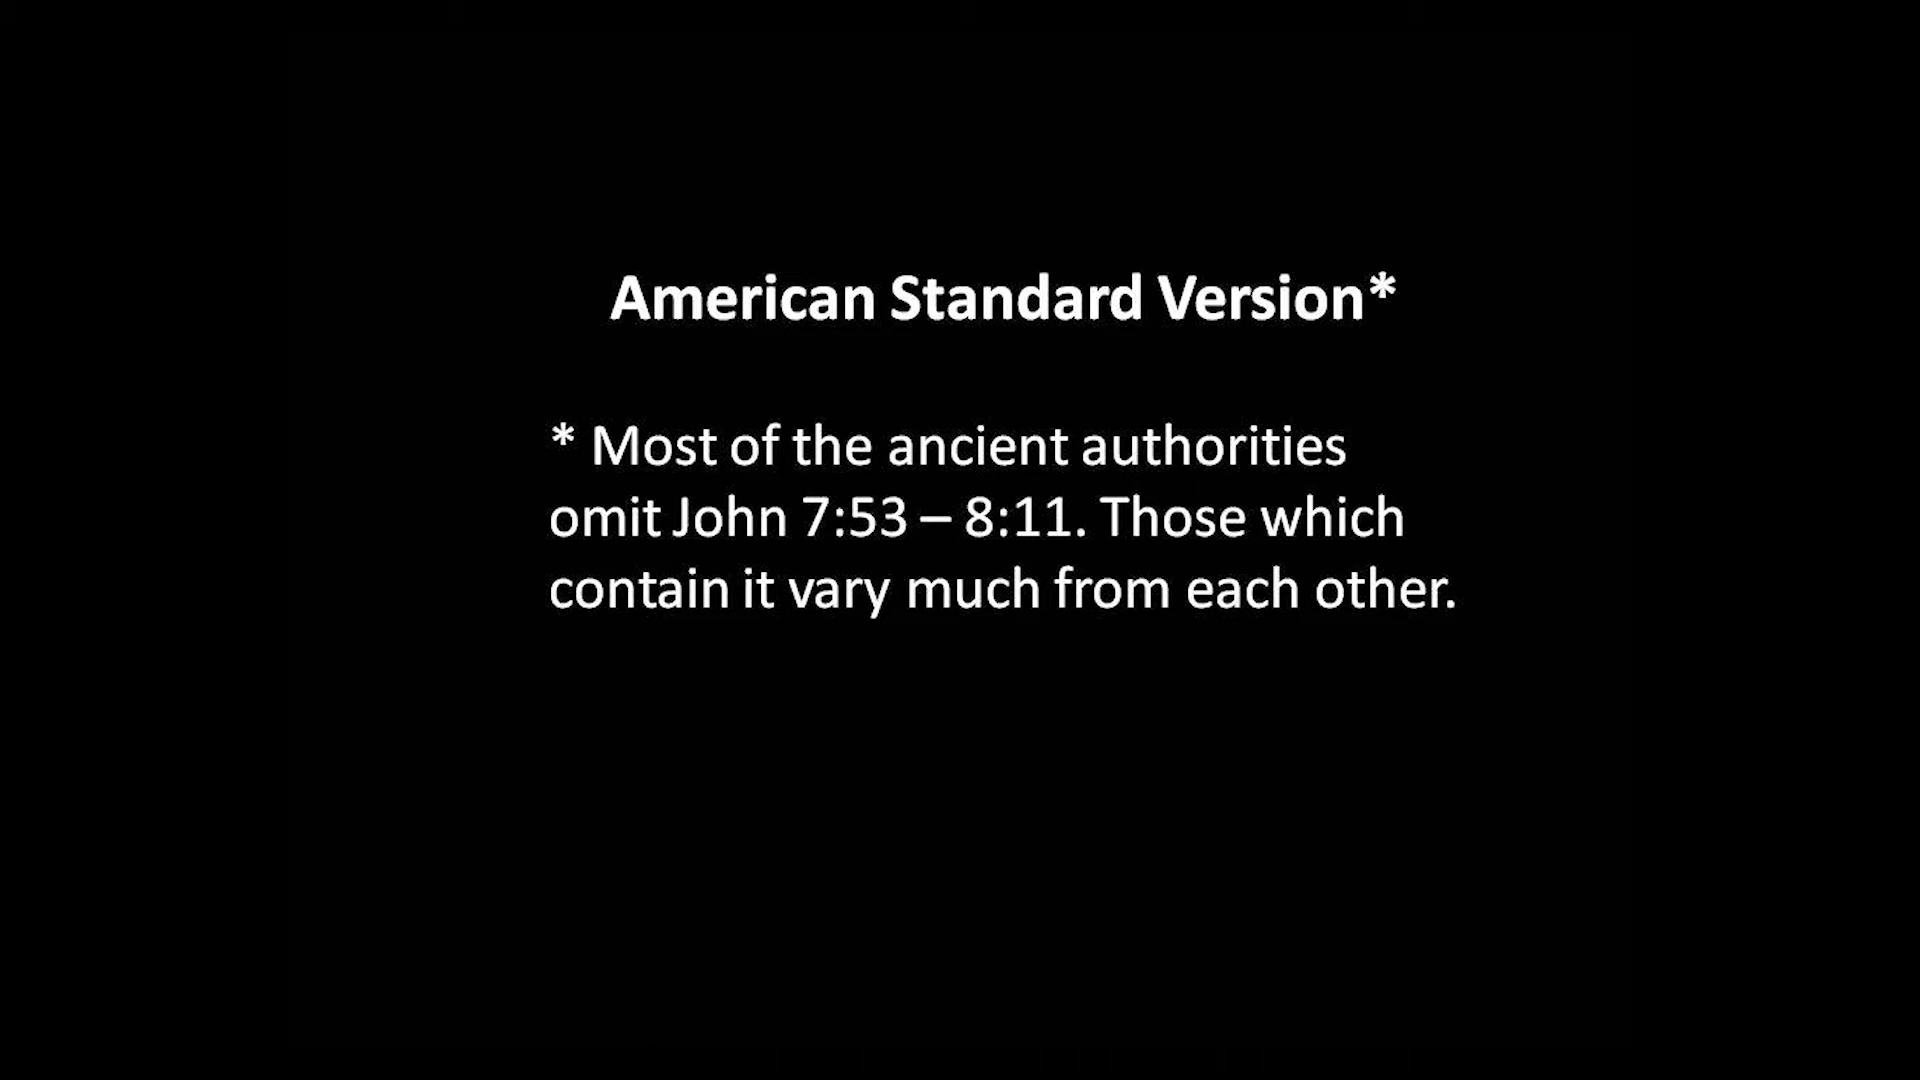 American Standard Version*
* Most of the ancient authorities
omit John 7:53 – 8:11. Those which
contain it vary much from each other.